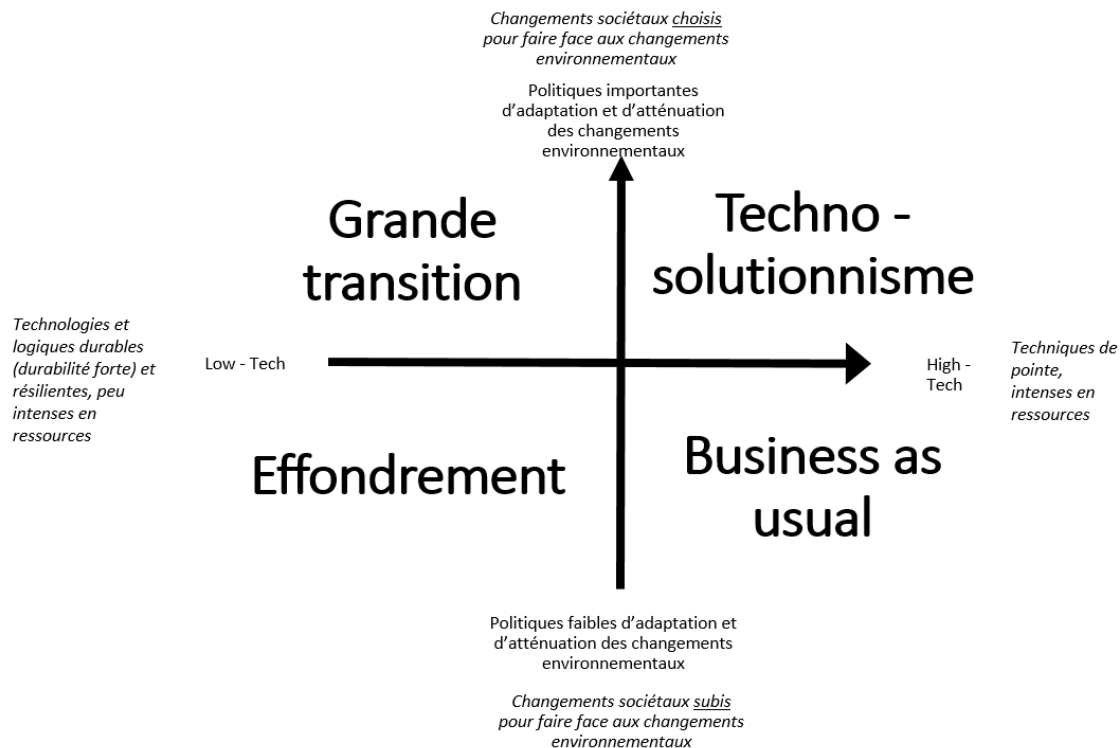 Changements sociétaux choisis
pour faire face aux changements
environnementaux
Politiques importantes
d'adaptation et d'atténuation
des changements
environnementaux
Grande
transition
Techno -
solutionnisme
Technologies et
logiques durables
(durabilité forte) et
résilientes, peu
intenses en
ressources
Low - Tech
High -
Tech
Techniques de
pointe,
intenses en
ressources
Effondrement
Business as
usual
Politiques faibles d'adaptation et
d'atténuation des changements
environnementaux
Changements sociétaux subis
pour faire face aux changements
environnementaux